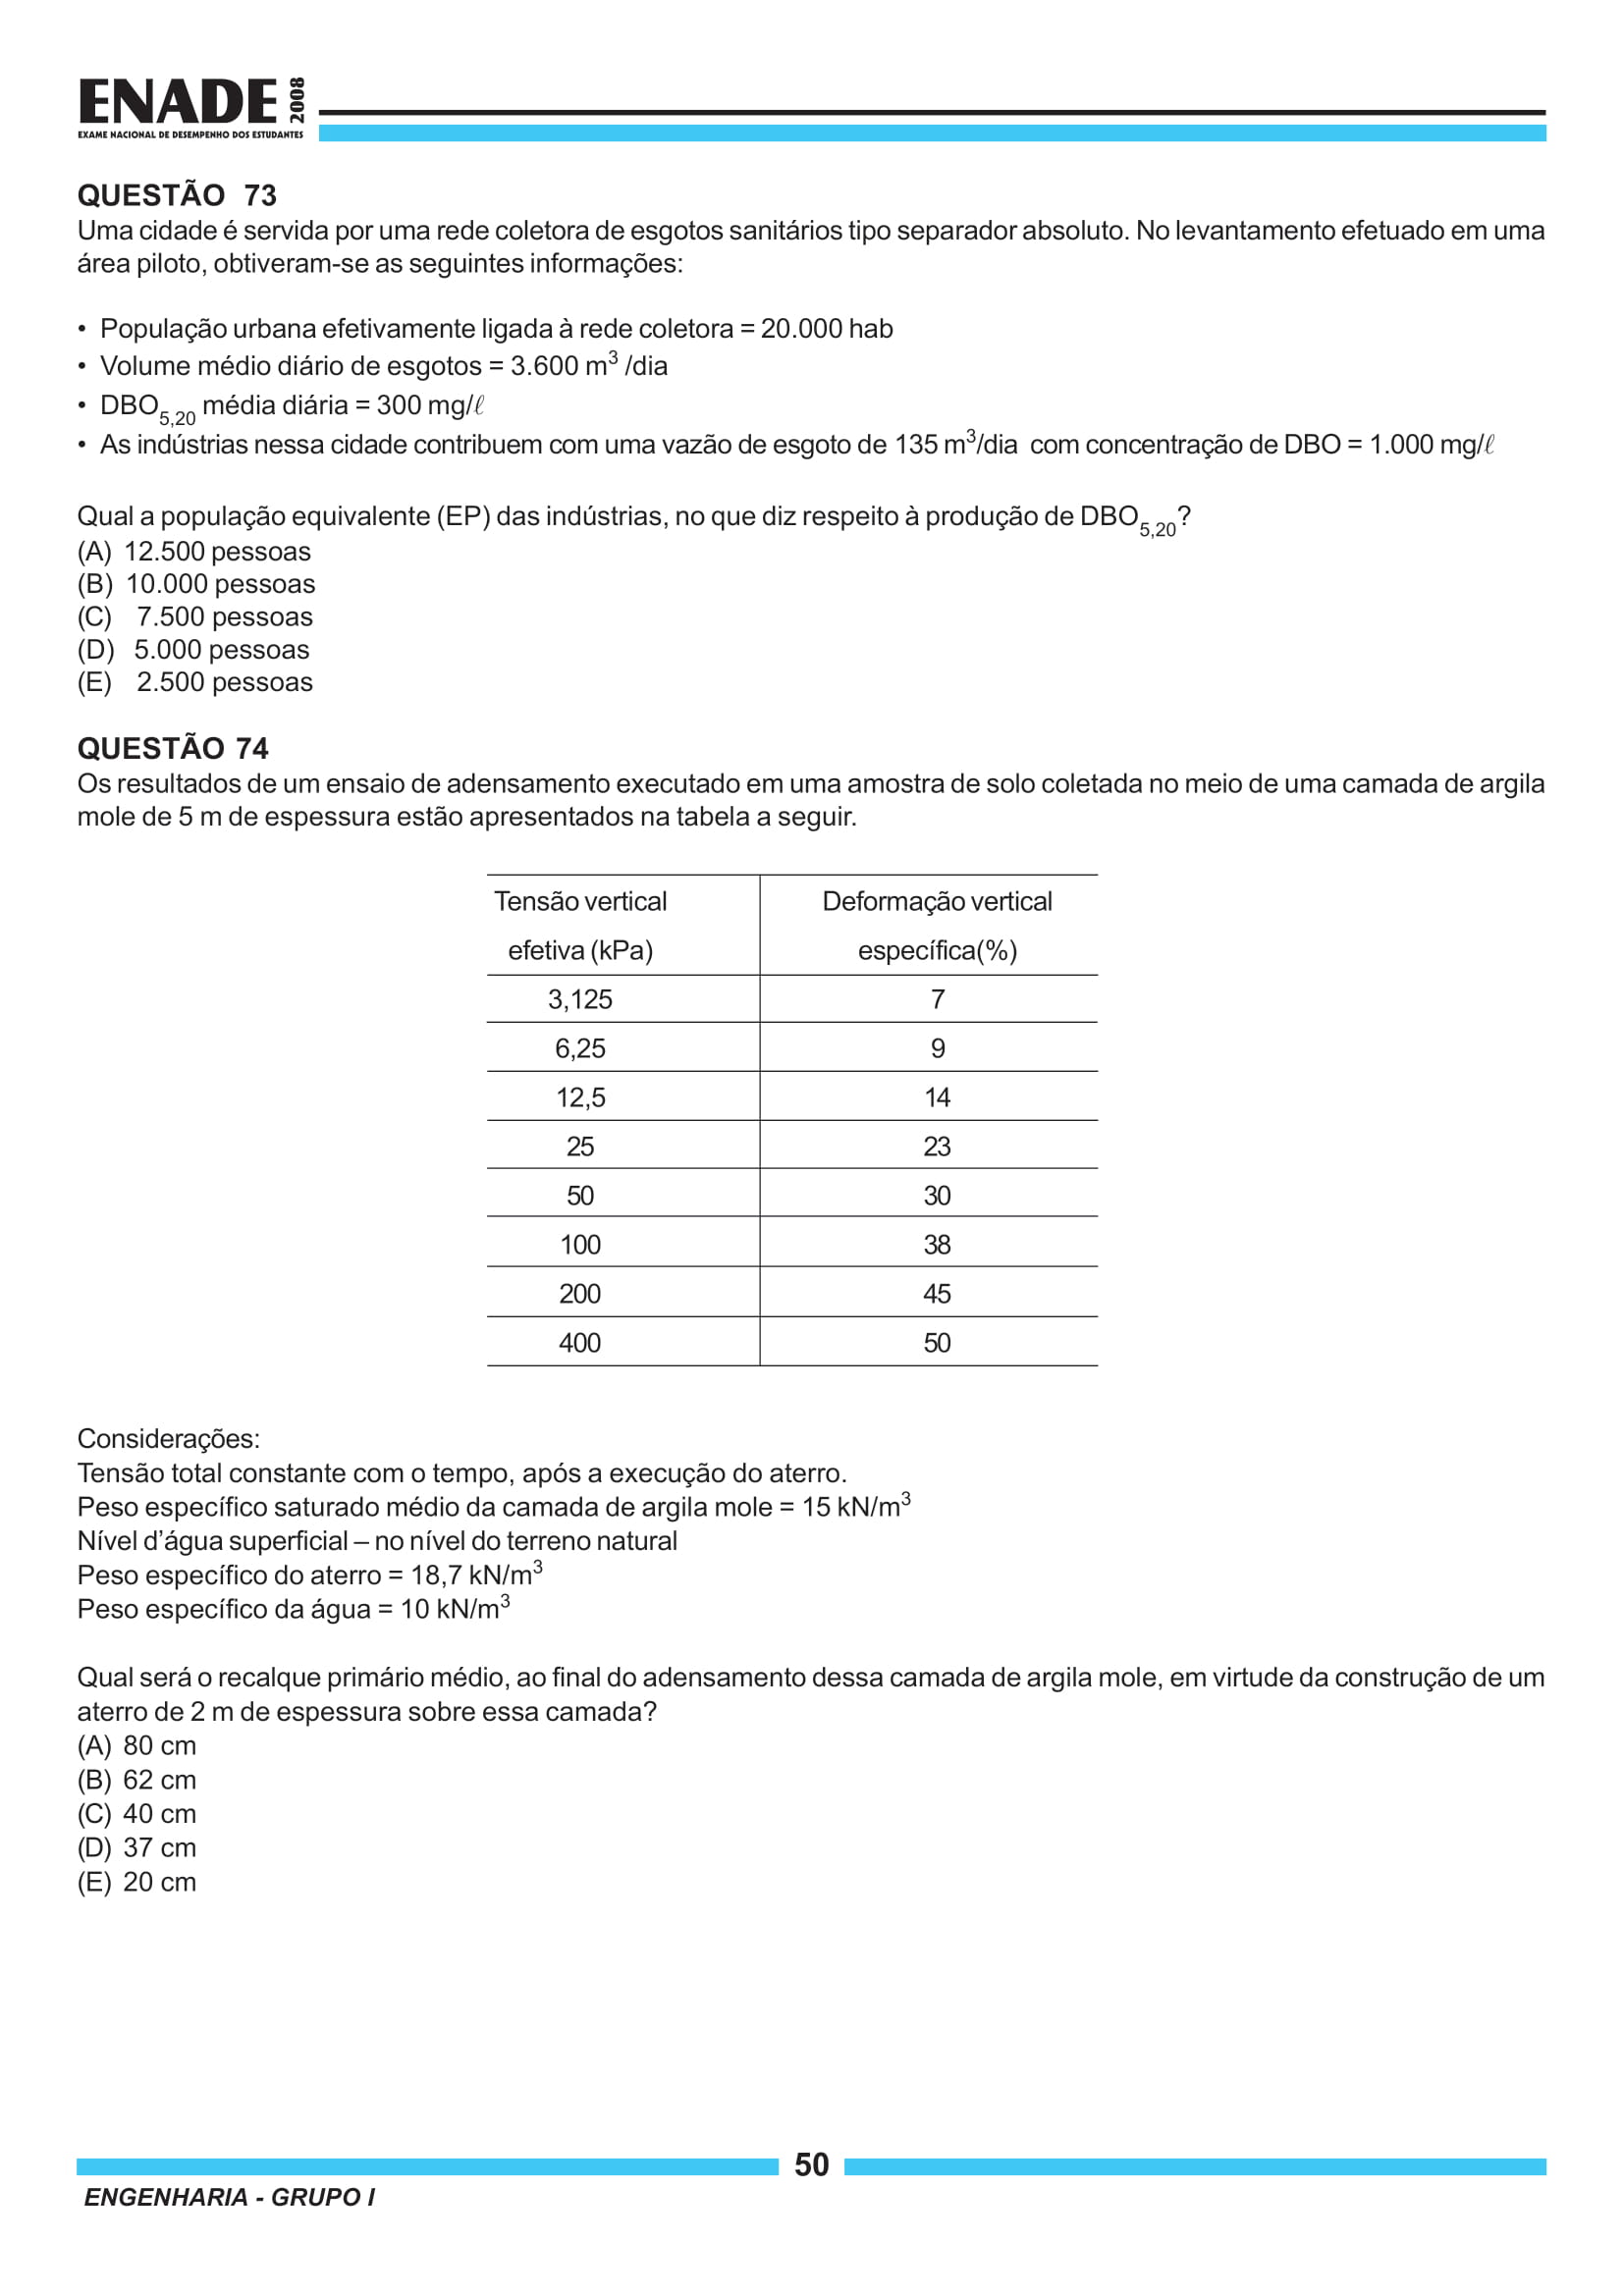 ENADE 2008
EXAME NACIONAL DE DESEMPENHO DOS ESTUDANTES
QUESTÃO 73
Uma cidade é servida por uma rede coletora de esgotos sanitários tipo separador absoluto. No levantamento efetuado em uma
área piloto, obtiveram-se as seguintes informações:
• População urbana efetivamente ligada à rede coletora = 20.000 hab
• Volume médio diário de esgotos = 3.600 m³ /dia
• DBO₅,₂₀ média diária = 300 mg/ℓ
• As indústrias nessa cidade contribuem com uma vazão de esgoto de 135 m³/dia com concentração de DBO = 1.000 mg/ℓ
Qual a população equivalente (EP) das indústrias, no que diz respeito à produção de DBO₅,₂₀?
(A) 12.500 pessoas
(B) 10.000 pessoas
(C) 7.500 pessoas
(D) 5.000 pessoas
(E) 2.500 pessoas
QUESTÃO 74
Os resultados de um ensaio de adensamento executado em uma amostra de solo coletada no meio de uma camada de argila
mole de 5 m de espessura estão apresentados na tabela a seguir.
Tensão vertical Deformação vertical
efetiva (kPa) específica(%)
3,125 7
6,25 9
12,5 14
25 23
50 30
100 38
200 45
400 50
Considerações:
Tensão total constante com o tempo, após a execução do aterro.
Peso específico saturado médio da camada de argila mole = 15 kN/m³
Nível d’água superficial – no nível do terreno natural
Peso específico do aterro = 18,7 kN/m³
Peso específico da água = 10 kN/m³
Qual será o recalque primário médio, ao final do adensamento dessa camada de argila mole, em virtude da construção de um
aterro de 2 m de espessura sobre essa camada?
(A) 80 cm
(B) 62 cm
(C) 40 cm
(D) 37 cm
(E) 20 cm
50
ENGENHARIA - GRUPO I